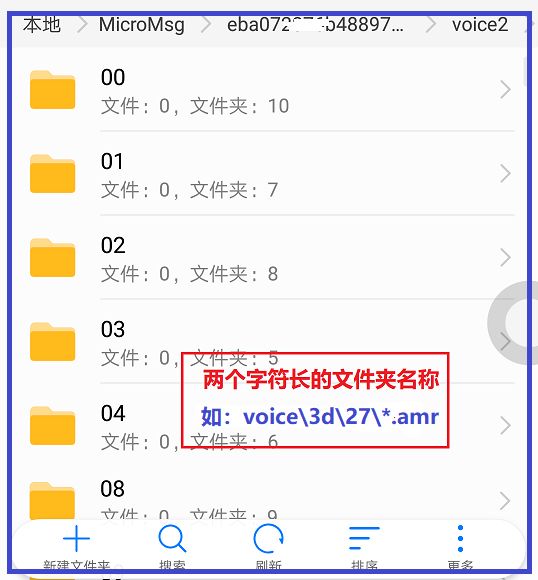 本地 MicroMsg eba072 b48897... voice2
00
文件：0，文件夹：10
01
文件：0，文件夹：7
02
文件：0，文件夹：8
03
文件：0，文件夹：5
两个字符长的文件夹名称
如：voice\3d\27\*.amr
04
文件：0，文件夹：6
08
文件：0，文件夹：9
新建文件夹 搜索 刷新 排序 更多